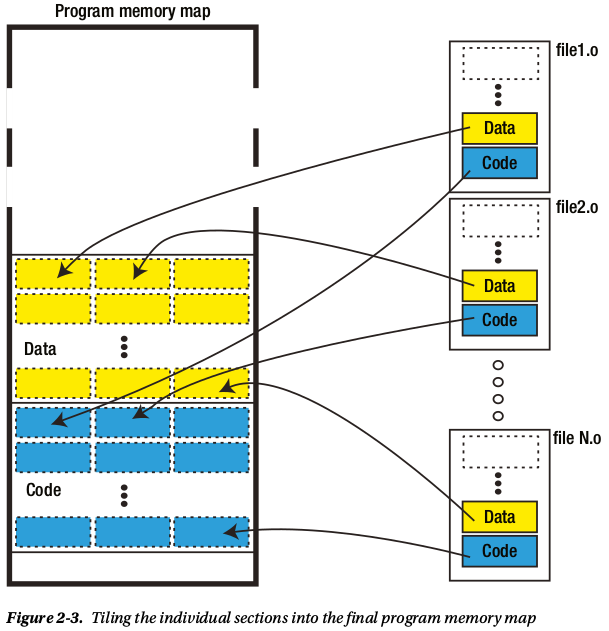 Program memory map
file1.o
Data
Code
file2.o
Data
Code
Data
Code
file N.o
Data
Code
Figure 2-3. Tiling the individual sections into the final program memory map